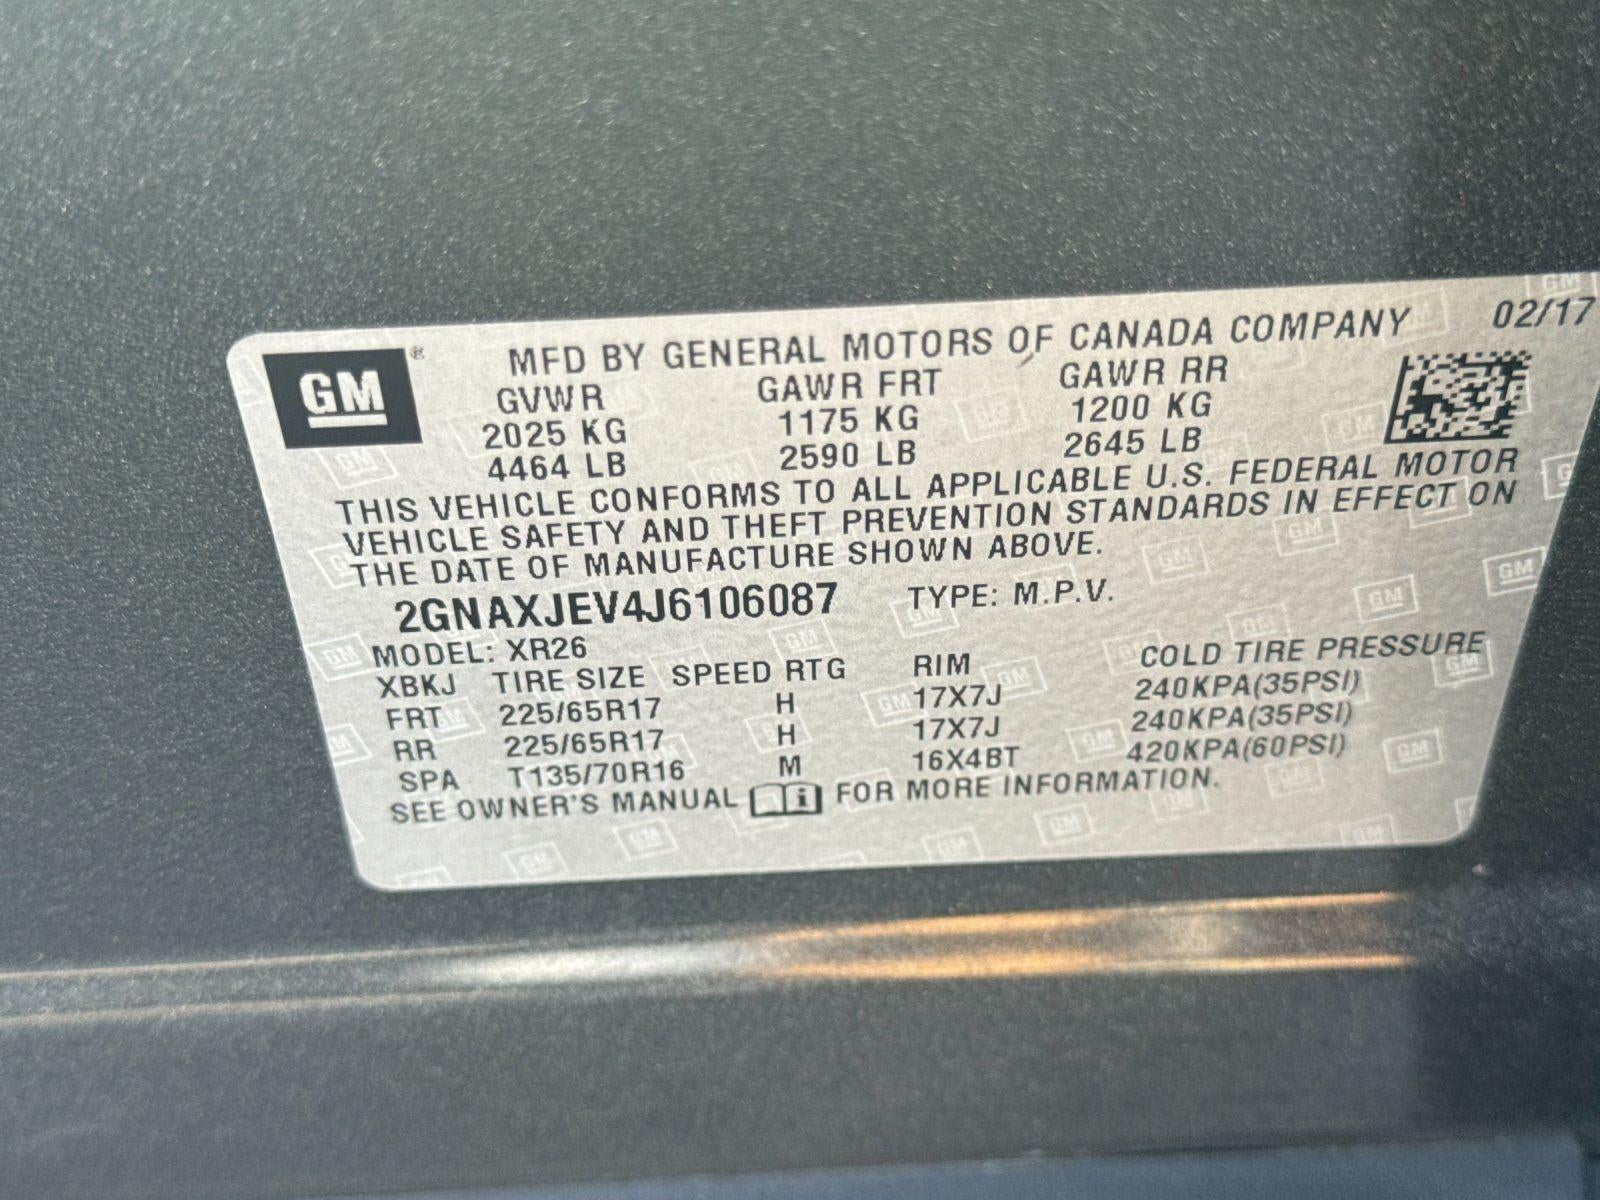 MFD BY GENERAL MOTORS OF CANADA COMPANY 02/17
GM ®
GVWR GAWR FRT GAWR RR
2025 KG 1175 KG 1200 KG
4464 LB 2590 LB 2645 LB
THIS VEHICLE CONFORMS TO ALL APPLICABLE U.S. FEDERAL MOTOR
VEHICLE SAFETY AND THEFT PREVENTION STANDARDS IN EFFECT ON
THE DATE OF MANUFACTURE SHOWN ABOVE.
2GNAXJEV4J6106087 TYPE: M.P.V.
MODEL: XR26
XBKJ TIRE SIZE SPEED RTG RIM COLD TIRE PRESSURE
FRT 225/65R17 H 17X7J 240KPA(35PSI)
RR 225/65R17 H 17X7J 240KPA(35PSI)
SPA T135/70R16 M 16X4BT 420KPA(60PSI)
SEE OWNER'S MANUAL i FOR MORE INFORMATION.